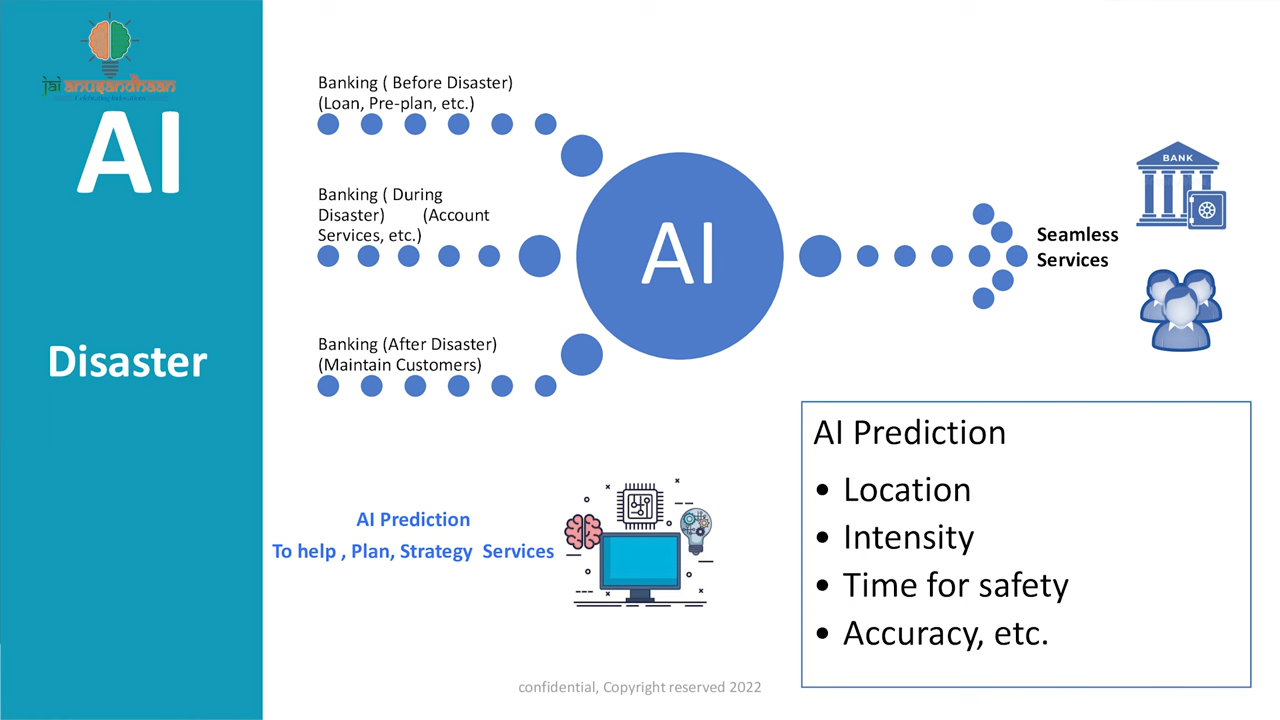 jai anusandhaan
Celebrating Indovations
AI
Disaster
Banking ( Before Disaster)
(Loan, Pre-plan, etc.)
Banking ( During
Disaster) (Account
Services, etc.)
Banking (After Disaster)
(Maintain Customers)
AI
Seamless
Services
BANK
AI Prediction
To help , Plan, Strategy Services
AI Prediction
• Location
• Intensity
• Time for safety
• Accuracy, etc.
confidential, Copyright reserved 2022